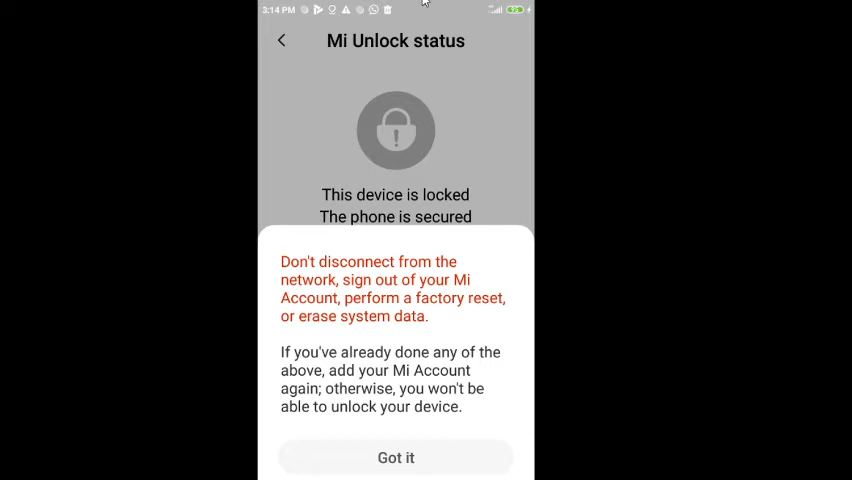 3:14 PM
Mi Unlock status
This device is locked
The phone is secured
Don't disconnect from the
network, sign out of your Mi
Account, perform a factory reset,
or erase system data.
If you've already done any of the
above, add your Mi Account
again; otherwise, you won't be
able to unlock your device.
Got it